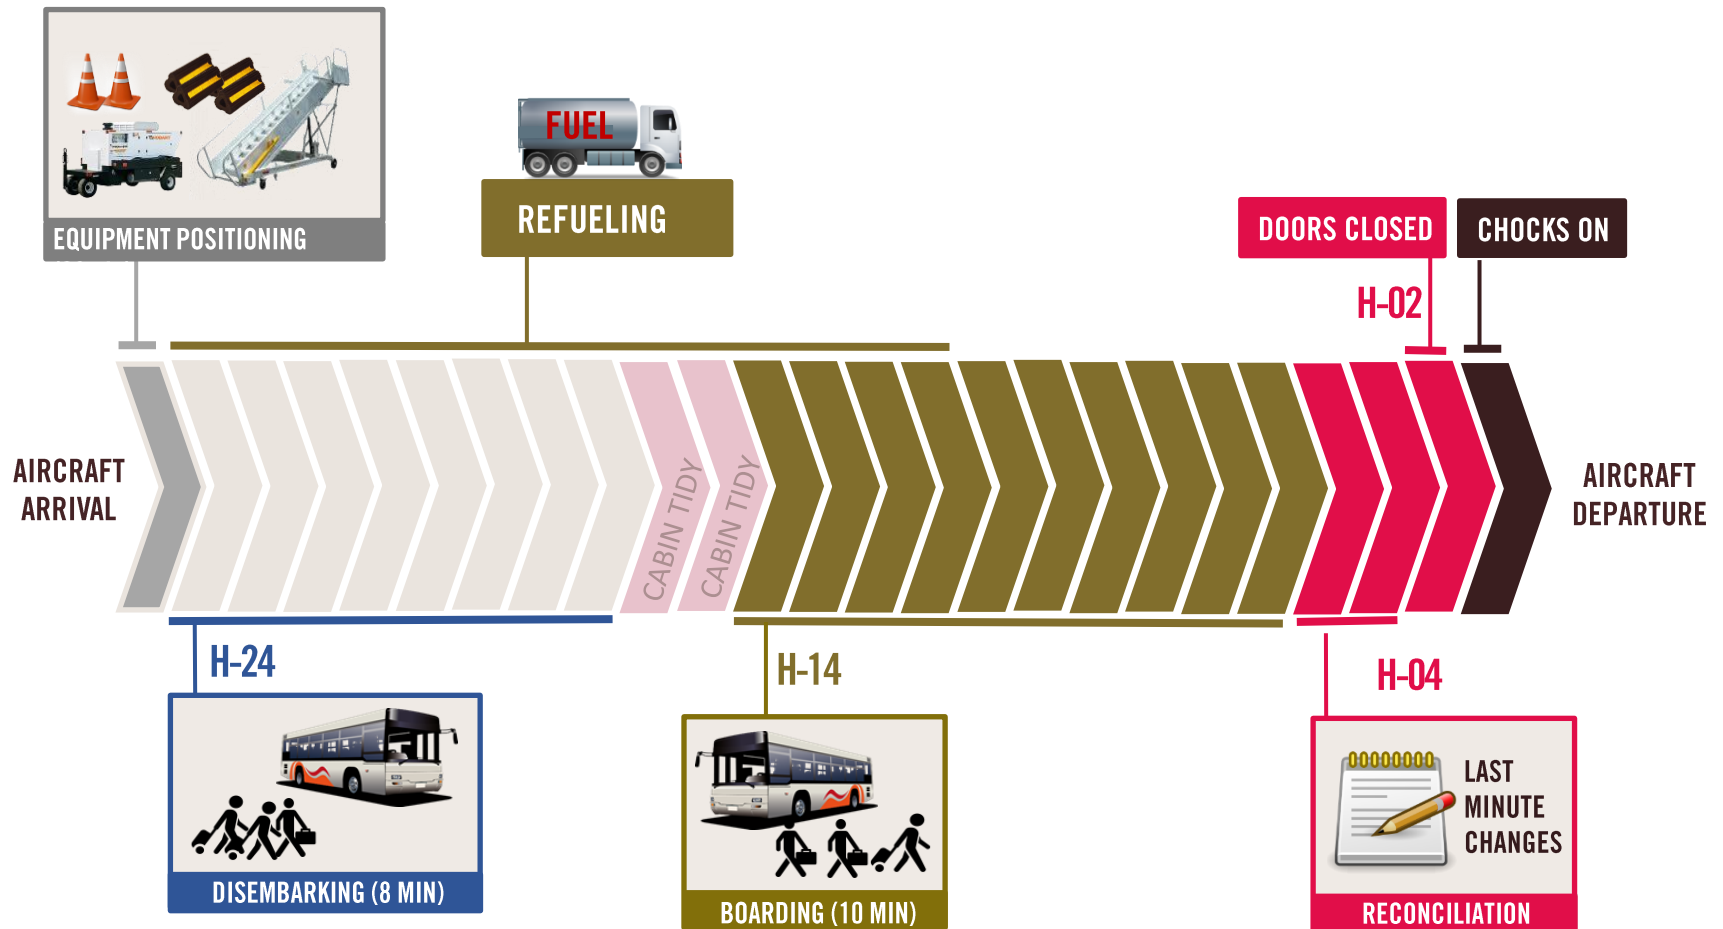 EQUIPMENT POSITIONING
FUEL
REFUELING
DOORS CLOSED
CHOCKS ON
H-02
AIRCRAFT
ARRIVAL
CABIN TIDY
CABIN TIDY
AIRCRAFT
DEPARTURE
H-24
H-14
H-04
DISEMBARKING (8 MIN)
BOARDING (10 MIN)
LAST
MINUTE
CHANGES
RECONCILIATION